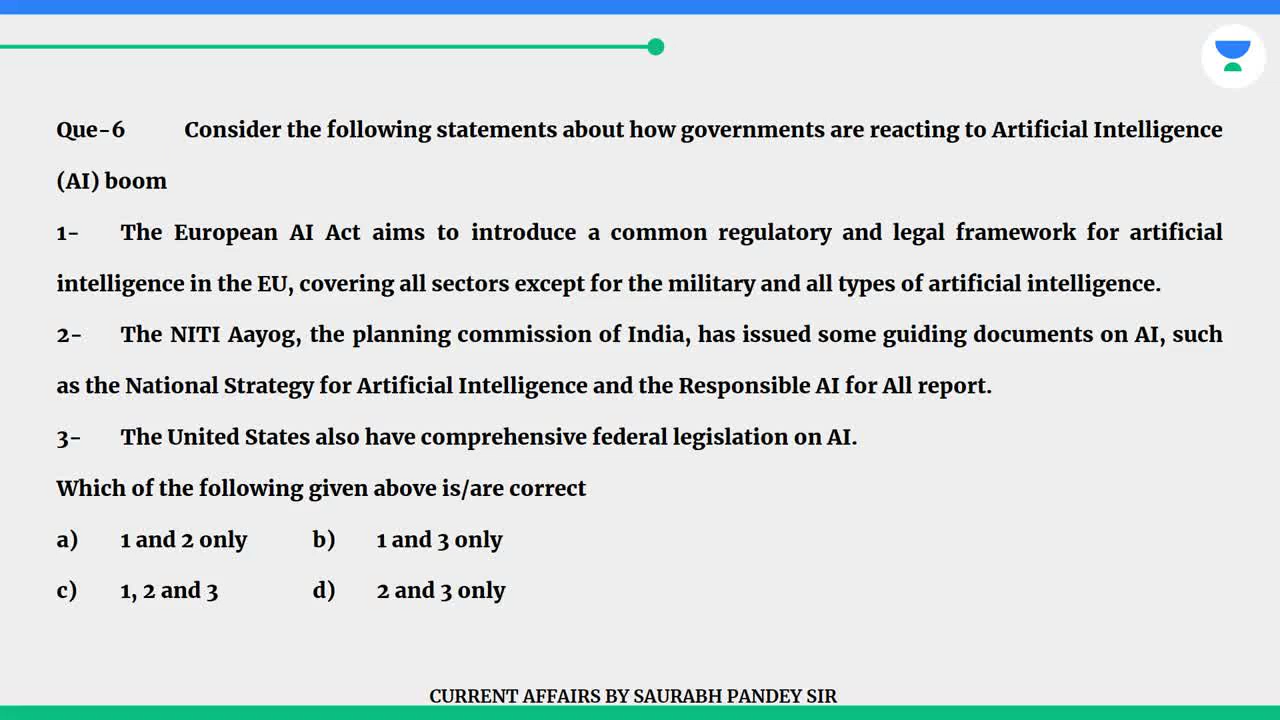 Que-6 Consider the following statements about how governments are reacting to Artificial Intelligence
(AI) boom
1- The European AI Act aims to introduce a common regulatory and legal framework for artificial
intelligence in the EU, covering all sectors except for the military and all types of artificial intelligence.
2- The NITI Aayog, the planning commission of India, has issued some guiding documents on AI, such
as the National Strategy for Artificial Intelligence and the Responsible AI for All report.
3- The United States also have comprehensive federal legislation on AI.
Which of the following given above is/are correct
a) 1 and 2 only b) 1 and 3 only
c) 1, 2 and 3 d) 2 and 3 only
CURRENT AFFAIRS BY SAURABH PANDEY SIR